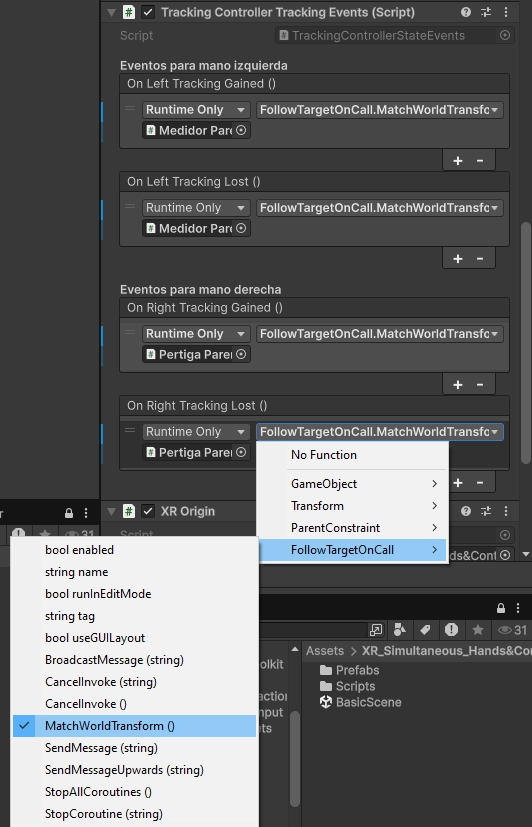 Tracking Controller Tracking Events (Script)
Script
TrackingControllerStateEvents
Eventos para mano izquierda
On Left Tracking Gained ()
Runtime Only
FollowTargetOnCall.MatchWorldTransfo
Medidor Pare
+ -
On Left Tracking Lost ()
Runtime Only
FollowTargetOnCall.MatchWorldTransfo
Medidor Pare
+ -
Eventos para mano derecha
On Right Tracking Gained ()
Runtime Only
FollowTargetOnCall.MatchWorldTransfo
Pertiga Paren
+ -
On Right Tracking Lost ()
Runtime Only
FollowTargetOnCall.MatchWorldTransfo
Pertiga Paren
+ -
No Function
GameObject
Transform
ParentConstraint
FollowTargetOnCall
XR Origin
Script
nds&Cont
31
bool enabled
string name
bool runInEditMode
string tag
bool useGUILayout
BroadcastMessage (string)
CancelInvoke (string)
CancelInvoke ()
MatchWorldTransform ()
SendMessage (string)
SendMessageUpwards (string)
StopAllCoroutines ()
StopCoroutine (string)
31
olkit
action
nput
ts
Assets > XR_Simultaneous_Hands&Con
Prefabs
Scripts
BasicScene